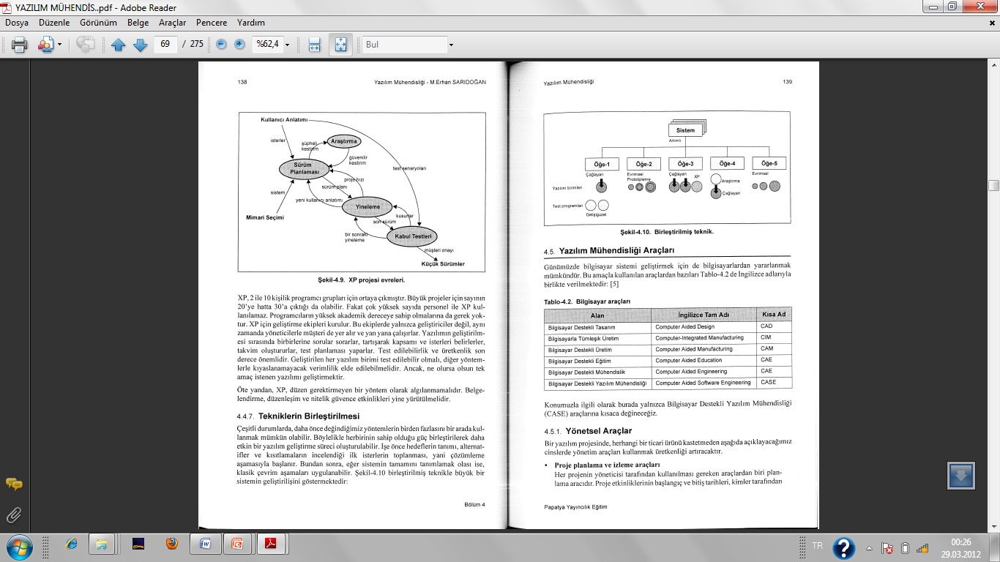 YAZILIM MÜHENDİS..pdf - Adobe Reader
Dosya Düzenle Görünüm Belge Araçlar Pencere Yardım
69 / 275 %62,4 Bul
138 Yazılım Mühendisliği - M.Erhan SARIDOĞAN
Kullanıcı Anlatımı
isterler
şüpheli
kestirim
Araştırma
güvenilir
kestirim
Sürüm
Planlaması
test senaryoları
proje hızı
sürüm planı
sistem
yeni kullanıcı anlatımı
Yineleme
Mimari Seçimi
kusurlar
son sürüm
bir sonraki
yineleme
Kabul Testleri
müşteri onayı
Küçük Sürümler
Şekil-4.9. XP projesi evreleri.
XP, 2 ile 10 kişilik programcı grupları için ortaya çıkmıştır. Büyük projeler için sayının
20'ye hatta 30'a çıktığı da olabilir. Fakat çok yüksek sayıda personel ile XP kul-
lanılamaz. Programcıların yüksek akademik dereceye sahip olmalarına da gerek yok-
tur. XP için geliştirme ekipleri kurulur. Bu ekiplerde yalnızca geliştiriciler değil, aynı
zamanda yöneticilerle müşteri de yer alır ve yan yana çalışırlar. Yazılımın geliştirilm-
esi sırasında birbirlerine sorular sorarlar, tartışarak kapsamı ve isterleri belirlerler,
takvim oluştururlar, test planlaması yaparlar. Test edilebilirlik ve üretkenlik son
derece önemlidir. Geliştirilen her yazılım birimi test edilebilir olmalı, diğer yöntem-
lerle kıyaslanamayacak verimlilik elde edilebilmelidir. Ancak, ne olursa olsun tek
amaç istenen yazılımı geliştirmektir.
Öte yandan, XP, düzen gerektirmeyen bir yöntem olarak algılanmamalıdır. Belge-
lendirme, düzenleşim ve nitelik güvence etkinlikleri yine yürütülmelidir.
4.4.7. Tekniklerin Birleştirilmesi
Çeşitli durumlarda, daha önce değindiğimiz yöntemlerin birden fazlasını bir arada kul-
lanmak mümkün olabilir. Böylelikle herbirinin sahip olduğu güç birleştirilerek daha
etkin bir yazılım geliştirme süreci oluşturulabilir. İşe önce hedeflerin tanımı, alternat-
ifler ve kısıtlamaların incelendiği ilk isterlerin toplanması, yani çözümleme
aşamasıyla başlanır. Bundan sonra, eğer sistemin tamamını tanımlamak olası ise,
klasik çevrim aşamaları uygulanabilir. Şekil-4.10 birleştirilmiş teknikle büyük bir
sistemin geliştirilişini göstermektedir:
Bölüm 4
Yazılım Mühendisliği 139
Sistem
Artımlı
Öğe-1 Öğe-2 Öğe-3 Öğe-4 Öğe-5
Çağlayan
Evrimsel
Prototipleme
Çağlayan XP
Araştırma
Çağlayan
Evrimsel
Yazılım birimleri
Test programları
Gelişigüzel
Şekil-4.10. Birleştirilmiş teknik.
4.5. Yazılım Mühendisliği Araçları
Günümüzde bilgisayar sistemi geliştirmek için de bilgisayarlardan yararlanmak
mümkündür. Bu amaçla kullanılan araçlardan bazıları Tablo-4.2 de İngilizce adlarıyla
birlikte verilmektedir: [5]
Tablo-4.2. Bilgisayar araçları
Alan İngilizce Tam Adı Kısa Ad
Bilgisayar Destekli Tasarım Computer Aided Design CAD
Bilgisayarla Tümleşik Üretim Computer-Integrated Manufacturing CIM
Bilgisayar Destekli Üretim Computer Aided Manufacturing CAM
Bilgisayar Destekli Eğitim Computer Aided Education CAE
Bilgisayar Destekli Mühendislik Computer Aided Engineering CAE
Bilgisayar Destekli Yazılım Mühendisliği Computer Aided Software Engineering CASE
Konumuzla ilgili olarak burada yalnızca Bilgisayar Destekli Yazılım Mühendisliği
(CASE) araçlarına kısaca değineceğiz.
4.5.1. Yönetsel Araçlar
Bir yazılım projesinde, herhangi bir ticari ürünü kastetmeden aşağıda açıklayacağımız
cinslerde yönetim araçları kullanmak üretkenliği artıracaktır.
• Proje planlama ve izleme araçları
Her projenin yöneticisi tarafından kullanılması gereken araçlardan biri plan-
lama aracıdır. Proje etkinliklerinin başlangıç ve bitiş tarihleri, kimler tarafından
Papatya Yayıncılık Eğitim
TR
00:26
29.03.2012